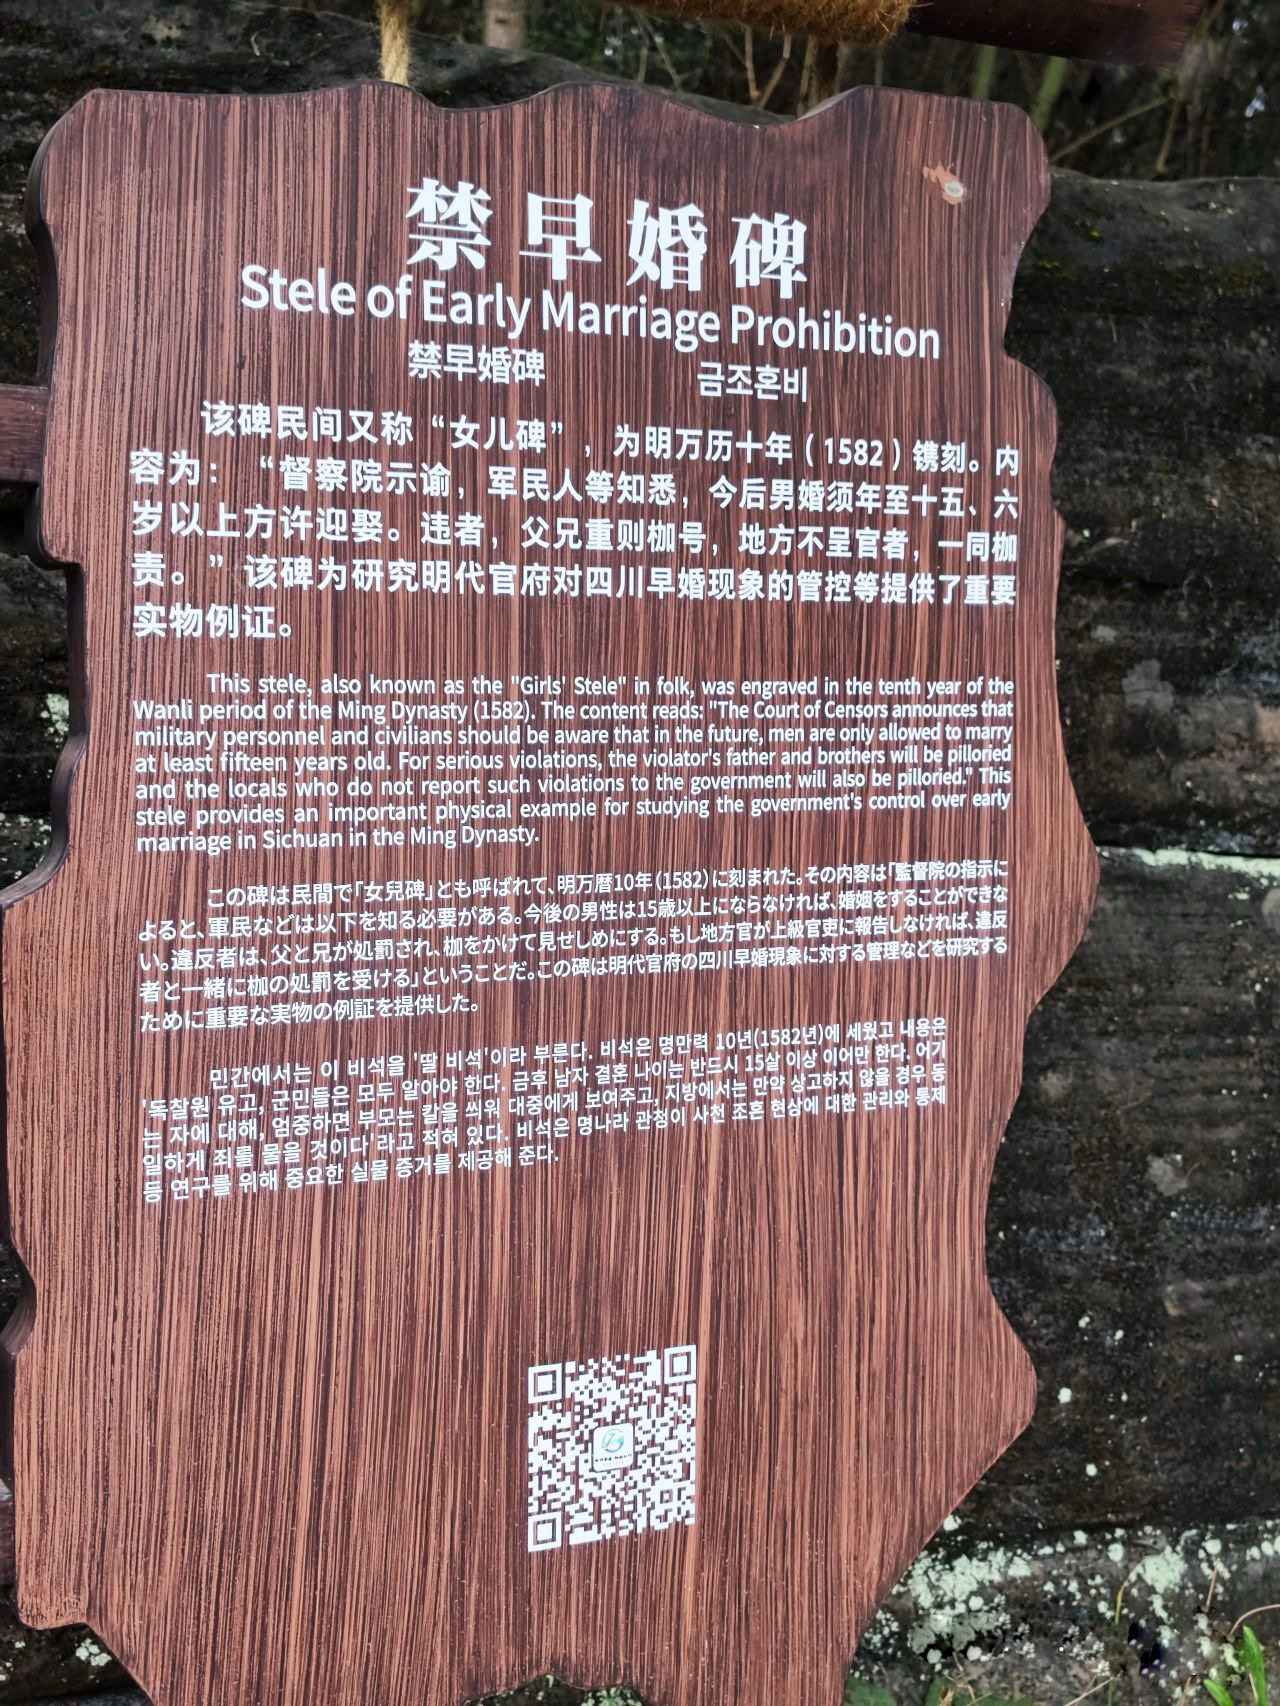 禁早婚碑
Stele of Early Marriage Prohibition
禁早婚碑 금조혼비
该碑民间又称“女儿碑”，为明万历十年（1582）镌刻。内
容为：“督察院示谕，军民人等知悉，今后男婚须年至十五、六
岁以上方许迎娶。违者，父兄重则枷号，地方不呈官者，一同枷
责。”该碑为研究明代官府对四川早婚现象的管控等提供了重要
实物例证。
This stele, also known as the "Girls' Stele" in folk, was engraved in the tenth year of the
Wanli period of the Ming Dynasty (1582). The content reads: "The Court of Censors announces that
military personnel and civilians should be aware that in the future, men are only allowed to marry
at least fifteen years old. For serious violations, the violator's father and brothers will be pilloried
and the locals who do not report such violations to the government will also be pilloried." This
stele provides an important physical example for studying the government's control over early
marriage in Sichuan in the Ming Dynasty.
この碑は民間で「女兒碑」とも呼ばれて、明万暦10年（1582）に刻まれた。その内容は「監督院の指示に
よると、軍民などは以下を知る必要がある。今後の男性は15歳以上にならなければ、婚姻をすることができな
い。違反者は、父と兄が処罰され、枷をかけて見せしめにする。もし地方官が上級官吏に報告しなければ、違反
者と一緒に枷の処罰を受ける」ということだ。この碑は明代官府の四川早婚現象に対する管理などを研究する
ために重要な実物の例証を提供した。
민간에서는 이 비석을 '딸 비석'이라 부른다. 비석은 명만력 10년(1582년)에 세웠고 내용은
'독찰원 유고, 군민들은 모두 알아야 한다. 금후 남자 결혼 나이는 반드시 15살 이상 이어만 한다. 어기
는 자에 대해, 엄중하면 부모는 칼을 씌워 대중에게 보여주고, 지방에서는 만약 상고하지 않을 경우 동
일하게 죄를 물을 것이다'라고 적혀 있다. 비석은 명나라 관청이 사천 조혼 현상에 대한 관리와 통제
등 연구를 위해 중요한 실물 증거를 제공해 준다.